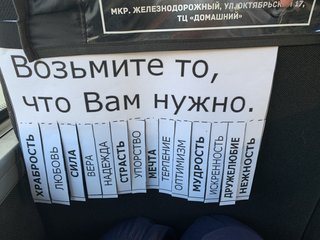 МКР. ЖЕЛЕЗНОДОРОЖНЫЙ, УЛ.ОКТЯБРЬСКАЯ 17,
ТЦ «ДОМАШНИЙ»
Возьмите то,
что Вам нужно.
ХРАБРОСТЬ
ЛЮБОВЬ
СИЛА
ВЕРА
НАДЕЖДА
СТРАСТЬ
УПОРСТВО
МЕЧТА
ТЕРПЕНИЕ
ОПТИМИЗМ
МУДРОСТЬ
ИСКРЕННОСТЬ
ДРУЖЕЛЮБИЕ
НЕЖНОСТЬ